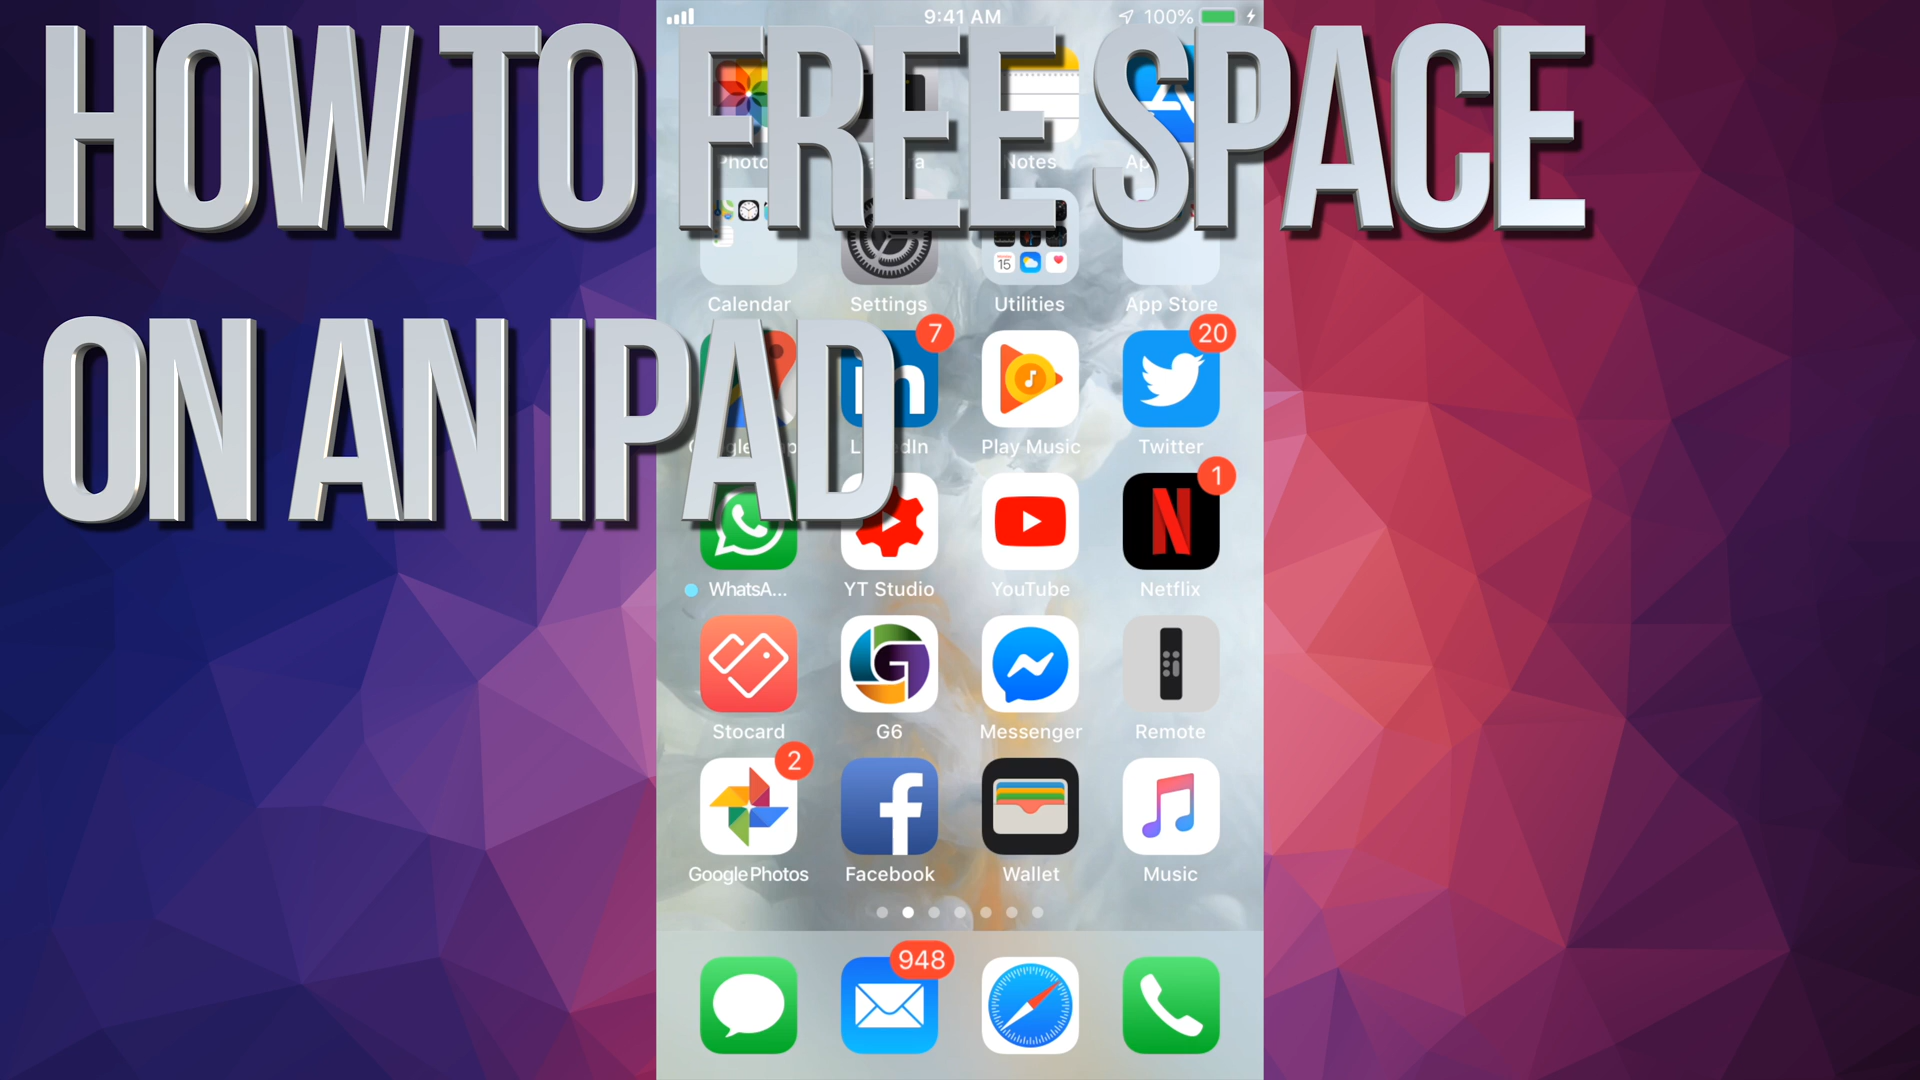 HOW TO FREE SPACE
ON AN IPAD
9:41 AM 100%
Notes
15
Calendar Settings Utilities App Store
7 20
Play Music Twitter
1
WhatsA... YT Studio YouTube Netflix
Stocard G6 Messenger Remote
2
Google Photos Facebook Wallet Music
948